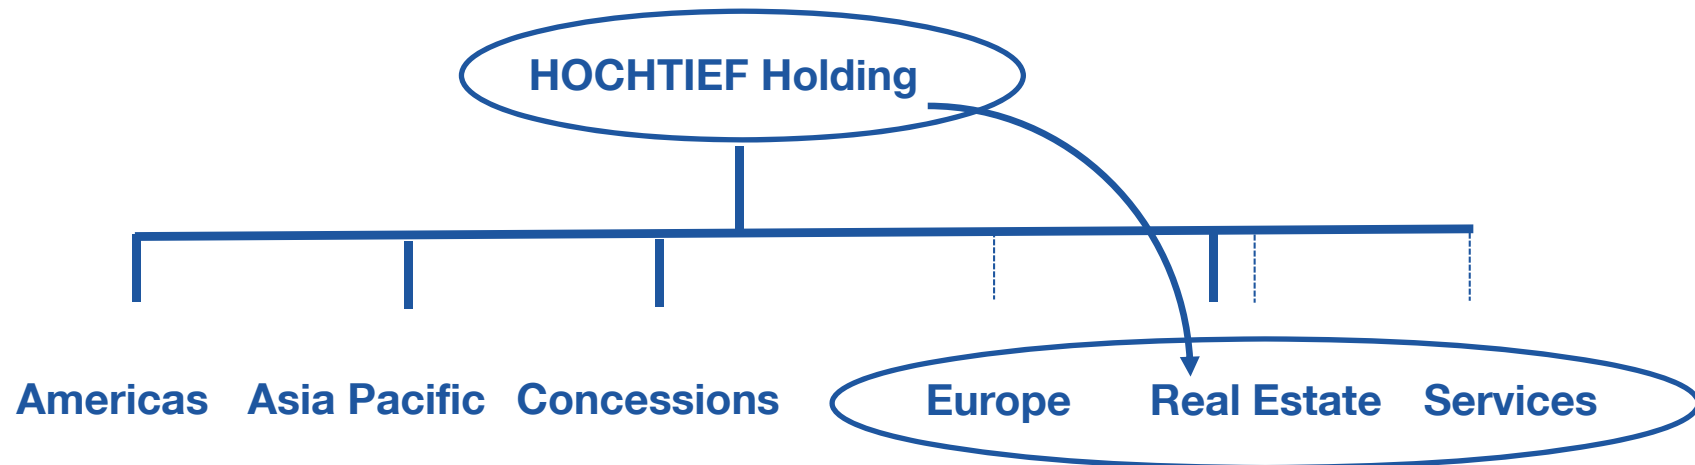 HOCHTIEF Holding
Americas Asia Pacific Concessions Europe Real Estate Services